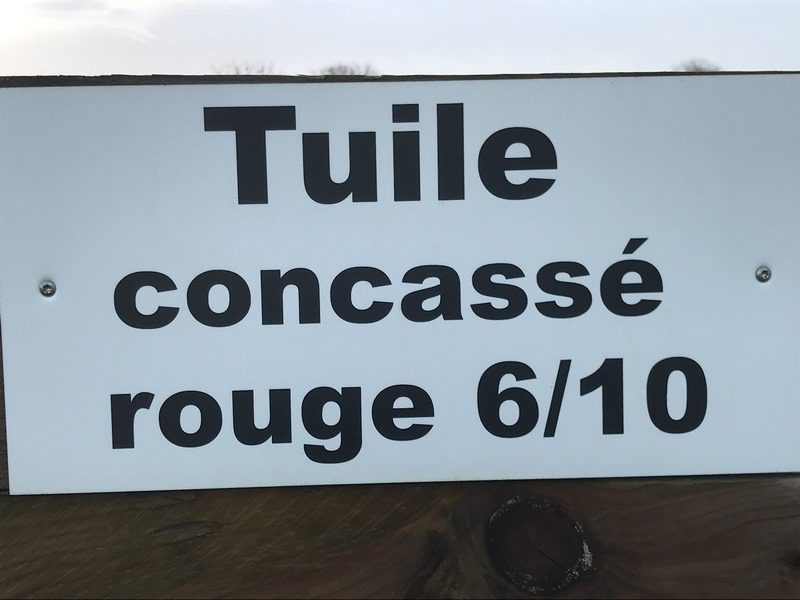 Tuile
concassé
rouge 6/10